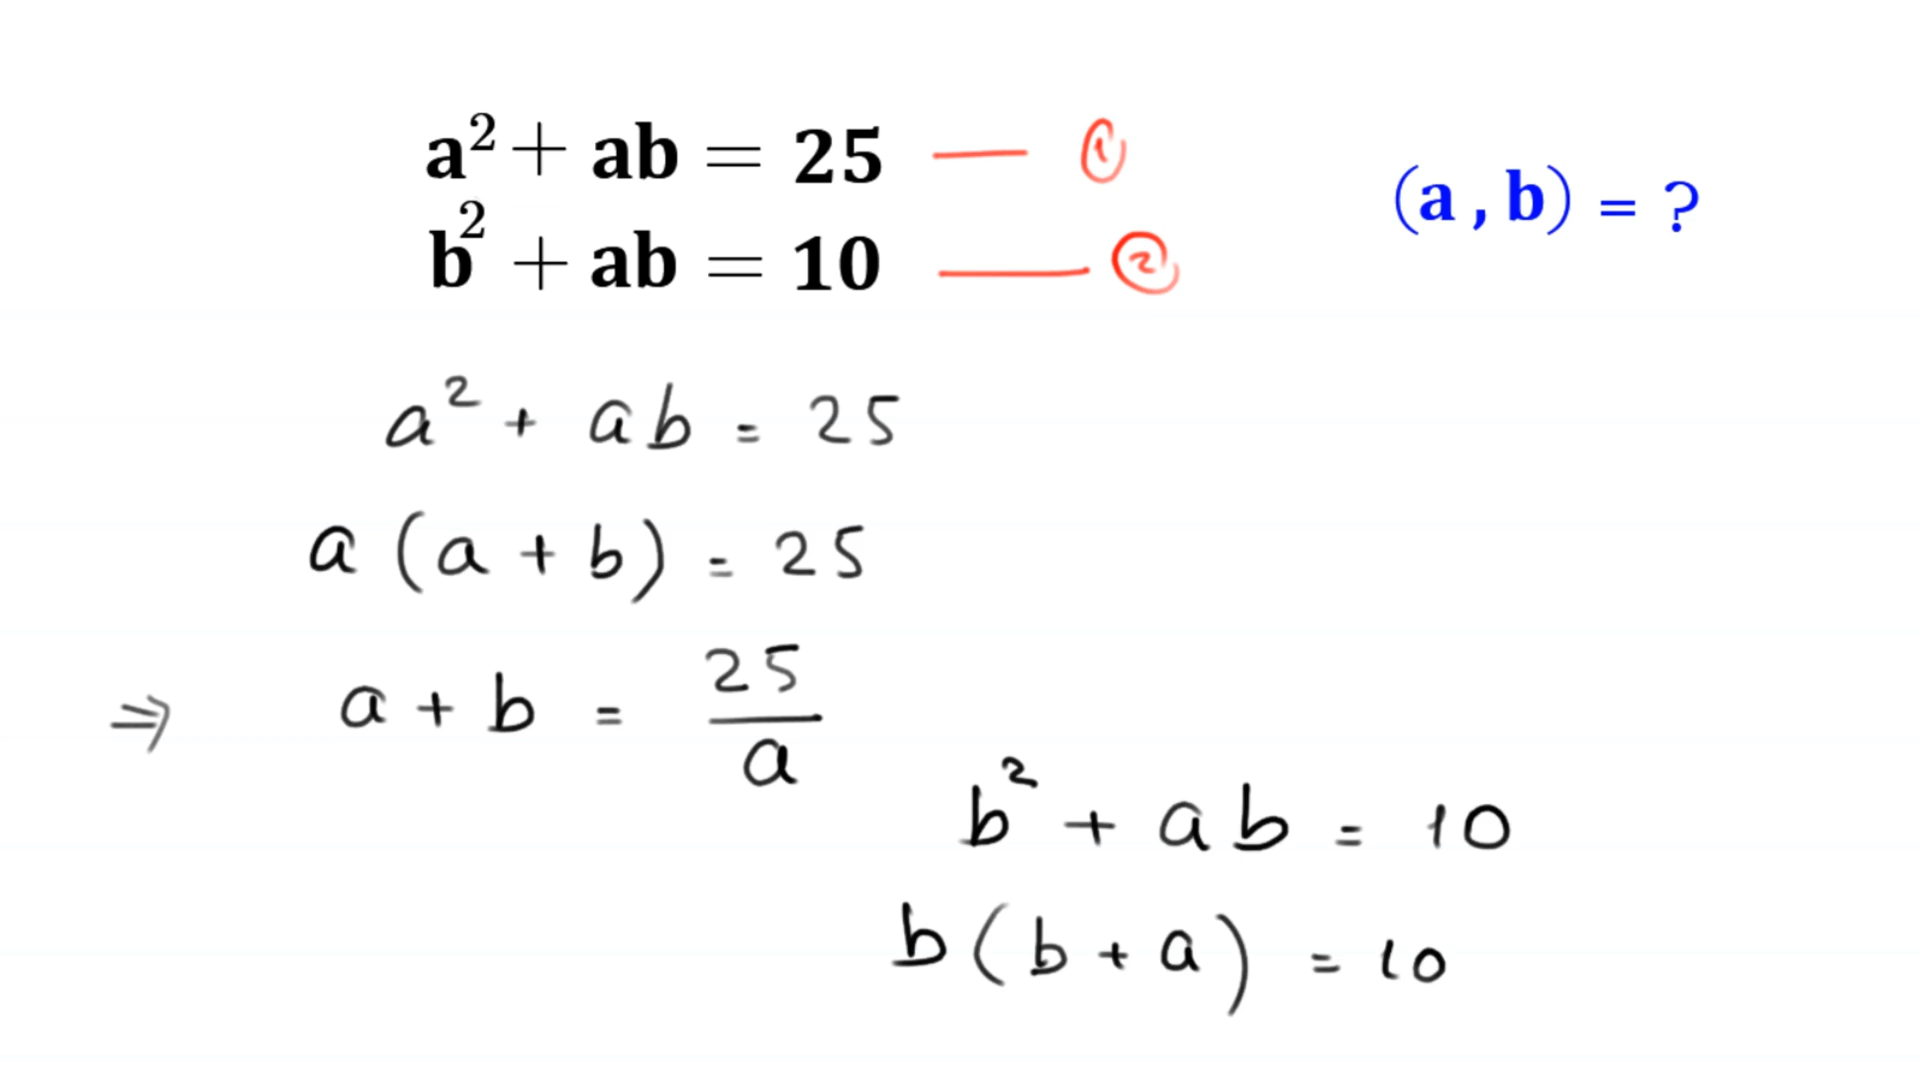 a² + ab = 25 — ①
b² + ab = 10 — ②
(a , b) = ?
a² + ab = 25
a (a + b) = 25
⇒ a + b = 25/a
b² + ab = 10
b (b + a) = 10